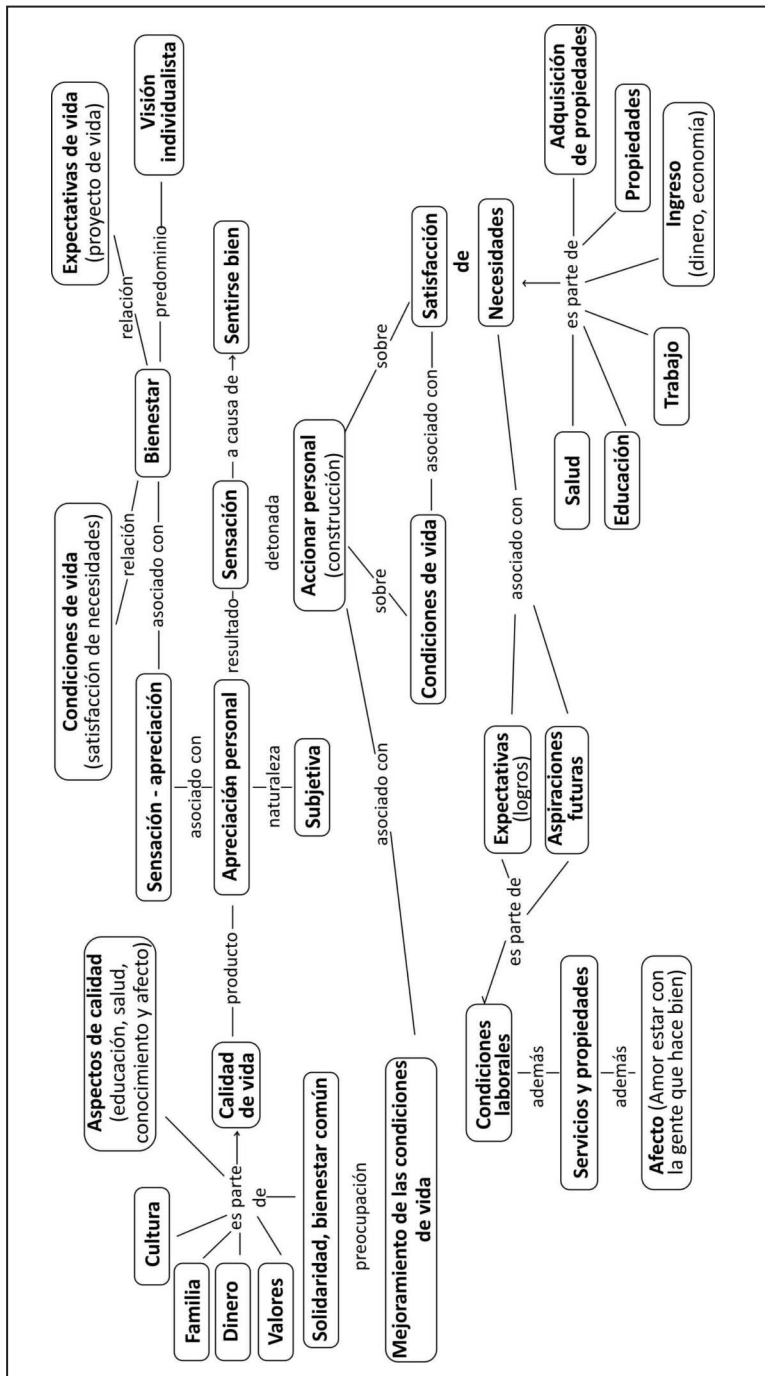 Aspectos de calidad
(educación, salud,
conocimiento y afecto)
Cultura
Familia
Dinero
Valores
es parte
de
Calidad
de vida
Solidaridad, bienestar común
preocupación
Mejoramiento de las condiciones
de vida
producto
Condiciones de vida
(satisfacción de necesidades)
relación
Expectativas de vida
(proyecto de vida)
relación
Bienestar
predominio
Visión
individualista
asociado con
Sensación - apreciación
asociado con
Apreciación personal
naturaleza
Subjetiva
resultado
Sensación
a causa de
Sentirse bien
detonada
Accionar personal
(construcción)
asociado con
sobre
sobre
Condiciones de vida
asociado con
Satisfacción
de
Necesidades
asociado con
Expectativas
(logros)
Aspiraciones
futuras
es parte de
Condiciones
laborales
además
Servicios y propiedades
además
Afecto (Amor estar con
la gente que hace bien)
es parte de
Salud
Educación
Trabajo
Ingreso
(dinero, economía)
Propiedades
Adquisición
de propiedades